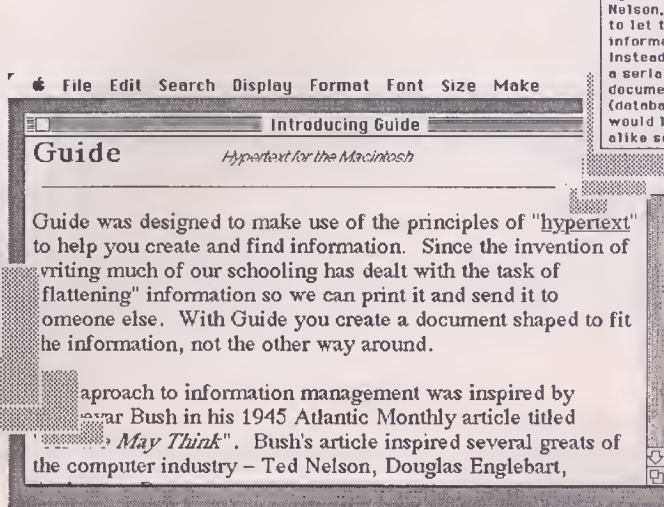 Nelson,
to let t
informa
Instead
a seria
docume
(databa
would l
alike s
File Edit Search Display Format Font Size Make
Introducing Guide
Guide Hypertext for the Macintosh
Guide was designed to make use of the principles of "hypertext"
to help you create and find information. Since the invention of
writing much of our schooling has dealt with the task of
flattening" information so we can print it and send it to
omeone else. With Guide you create a document shaped to fit
he information, not the other way around.
aproach to information management was inspired by
evar Bush in his 1945 Atlantic Monthly article titled
May Think". Bush's article inspired several greats of
the computer industry – Ted Nelson, Douglas Englebart,